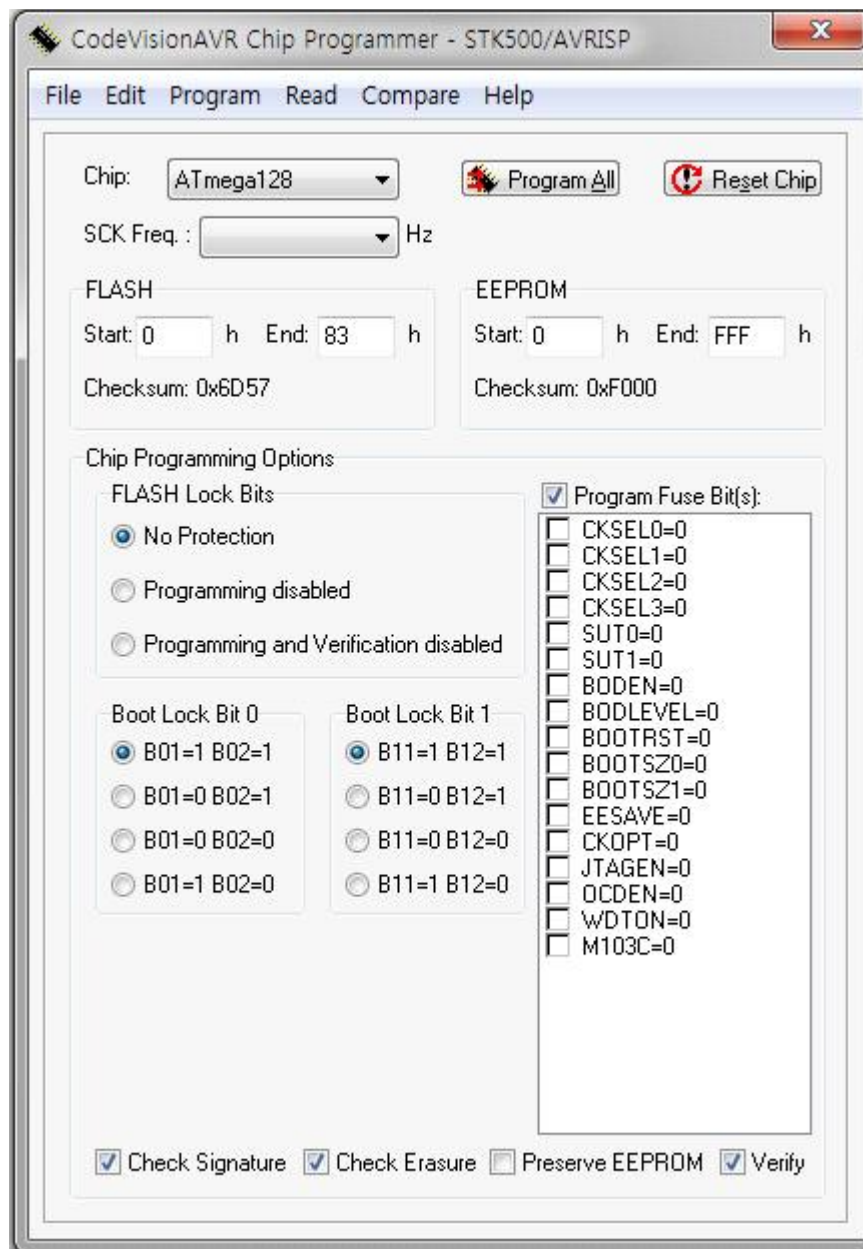 CodeVisionAVR Chip Programmer - STK500/AVRISP
File Edit Program Read Compare Help
Chip: ATmega128 Program All Reset Chip
SCK Freq. : Hz
FLASH
Start: 0 h End: 83 h
Checksum: 0x6D57
EEPROM
Start: 0 h End: FFF h
Checksum: 0xF000
Chip Programming Options
FLASH Lock Bits
No Protection
Programming disabled
Programming and Verification disabled
Boot Lock Bit 0
B01=1 B02=1
B01=0 B02=1
B01=0 B02=0
B01=1 B02=0
Boot Lock Bit 1
B11=1 B12=1
B11=0 B12=1
B11=0 B12=0
B11=1 B12=0
Program Fuse Bit(s):
CKSEL0=0
CKSEL1=0
CKSEL2=0
CKSEL3=0
SUT0=0
SUT1=0
BODEN=0
BODLEVEL=0
BOOTRST=0
BOOTSZ0=0
BOOTSZ1=0
EESAVE=0
CKOPT=0
JTAGEN=0
OCDEN=0
WDTON=0
M103C=0
Check Signature Check Erasure Preserve EEPROM Verify